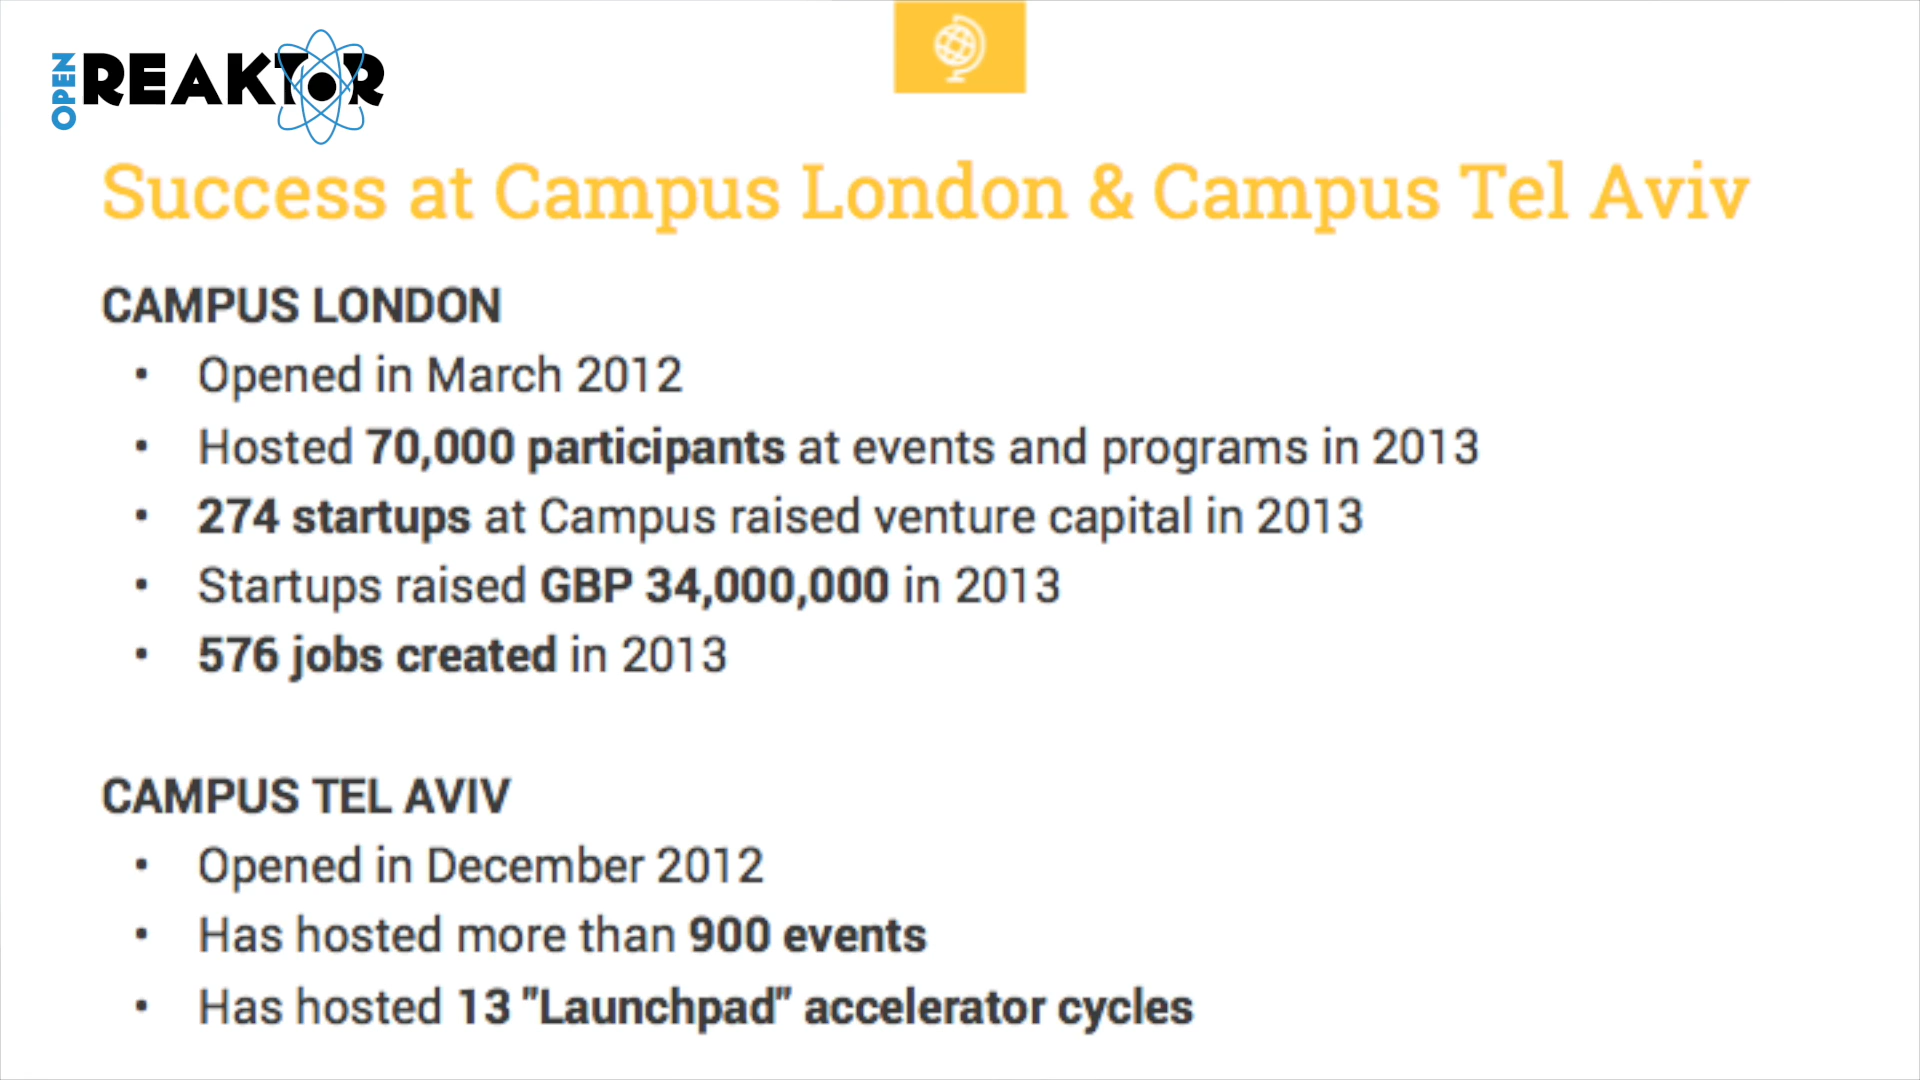 OPEN REAKTOR
Success at Campus London & Campus Tel Aviv
CAMPUS LONDON
• Opened in March 2012
• Hosted 70,000 participants at events and programs in 2013
• 274 startups at Campus raised venture capital in 2013
• Startups raised GBP 34,000,000 in 2013
• 576 jobs created in 2013
CAMPUS TEL AVIV
• Opened in December 2012
• Has hosted more than 900 events
• Has hosted 13 "Launchpad" accelerator cycles